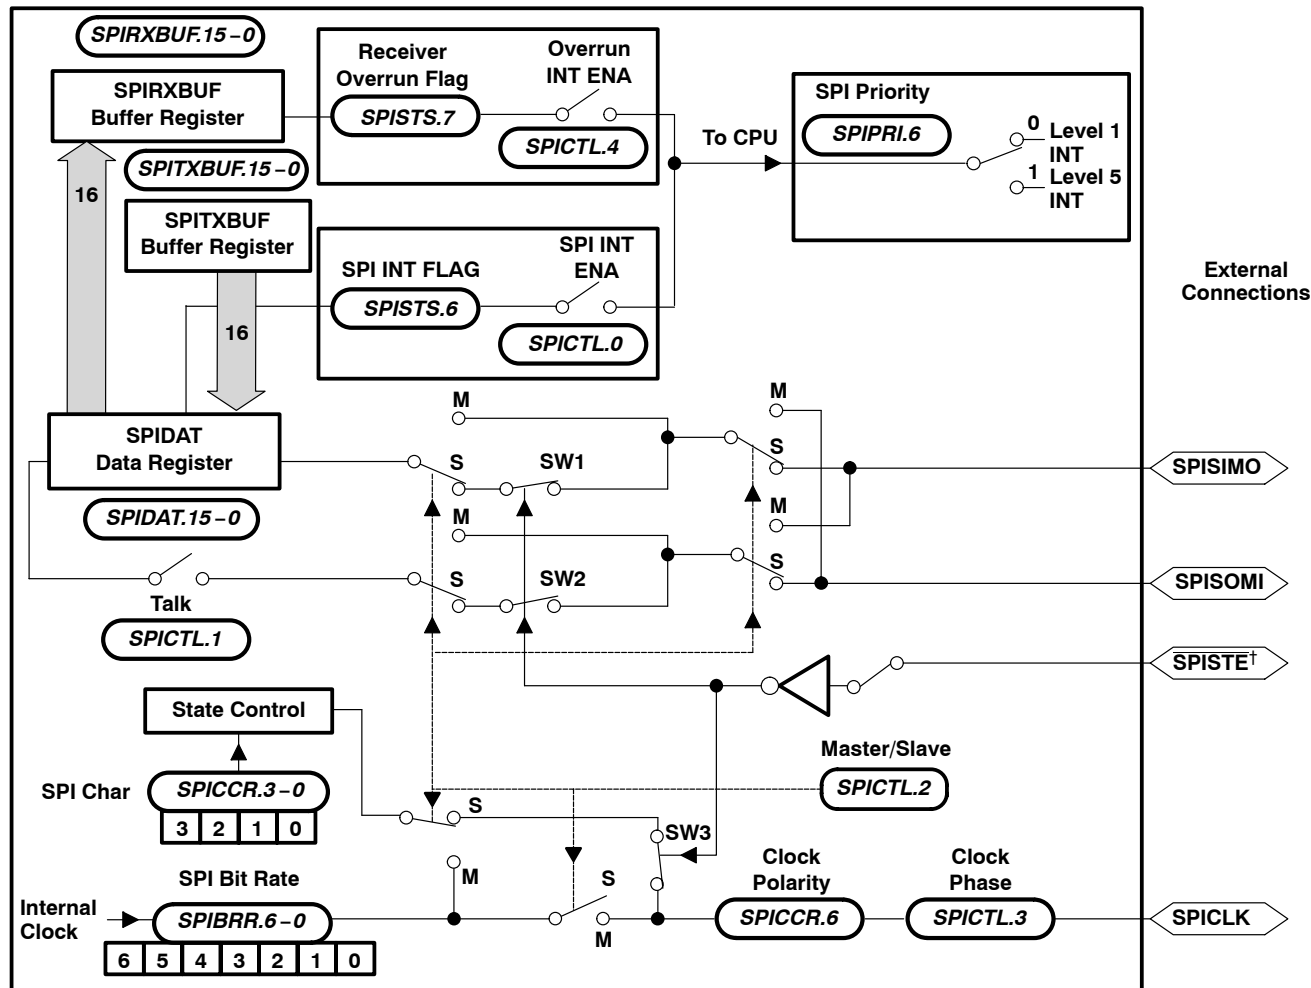 SPIRXBUF.15–0
SPIRXBUF
Buffer Register
Receiver
Overrun Flag
SPISTS.7
Overrun
INT ENA
SPICTL.4
To CPU
SPI Priority
SPIPRI.6
0
Level 1
INT
1
Level 5
INT
16
SPITXBUF.15–0
SPITXBUF
Buffer Register
16
SPI INT FLAG
SPISTS.6
SPI INT
ENA
SPICTL.0
External
Connections
SPIDAT
Data Register
SPIDAT.15–0
M
S
SW1
M
S
SPISIMO
M
S
SW2
M
S
SPISOMI
Talk
SPICTL.1
SPISTE†
State Control
Master/Slave
SPICTL.2
SPI Char
SPICCR.3–0
3 2 1 0
S
SW3
M
SPI Bit Rate
Internal
Clock
SPIBRR.6–0
6 5 4 3 2 1 0
S
M
Clock
Polarity
SPICCR.6
Clock
Phase
SPICTL.3
SPICLK